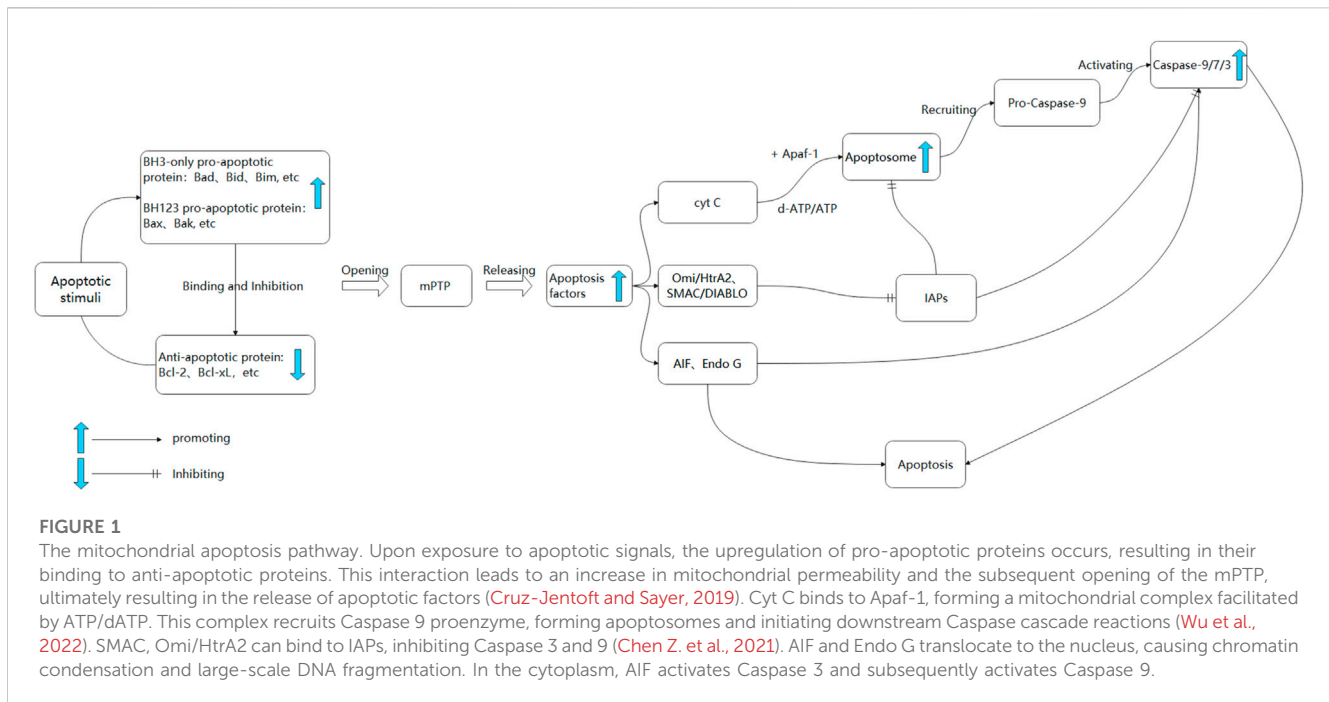 BH3-only pro-apoptotic
protein：Bad、Bid、Bim, etc
BH123 pro-apoptotic protein：
Bax、Bak, etc
Apoptotic
stimuli
Binding and Inhibition
Anti-apoptotic protein:
Bcl-2、Bcl-xL，etc
promoting
Inhibiting
Opening
mPTP
Releasing
Apoptosis
factors
cyt C
+ Apaf-1
d-ATP/ATP
Apoptosome
Recruiting
Pro-Caspase-9
Activating
Caspase-9/7/3
Omi/HtrA2、
SMAC/DIABLO
IAPs
AIF、Endo G
Apoptosis
FIGURE 1
The mitochondrial apoptosis pathway. Upon exposure to apoptotic signals, the upregulation of pro-apoptotic proteins occurs, resulting in their
binding to anti-apoptotic proteins. This interaction leads to an increase in mitochondrial permeability and the subsequent opening of the mPTP,
ultimately resulting in the release of apoptotic factors (Cruz-Jentoft and Sayer, 2019). Cyt C binds to Apaf-1, forming a mitochondrial complex facilitated
by ATP/dATP. This complex recruits Caspase 9 proenzyme, forming apoptosomes and initiating downstream Caspase cascade reactions (Wu et al.,
2022). SMAC, Omi/HtrA2 can bind to IAPs, inhibiting Caspase 3 and 9 (Chen Z. et al., 2021). AIF and Endo G translocate to the nucleus, causing chromatin
condensation and large-scale DNA fragmentation. In the cytoplasm, AIF activates Caspase 3 and subsequently activates Caspase 9.